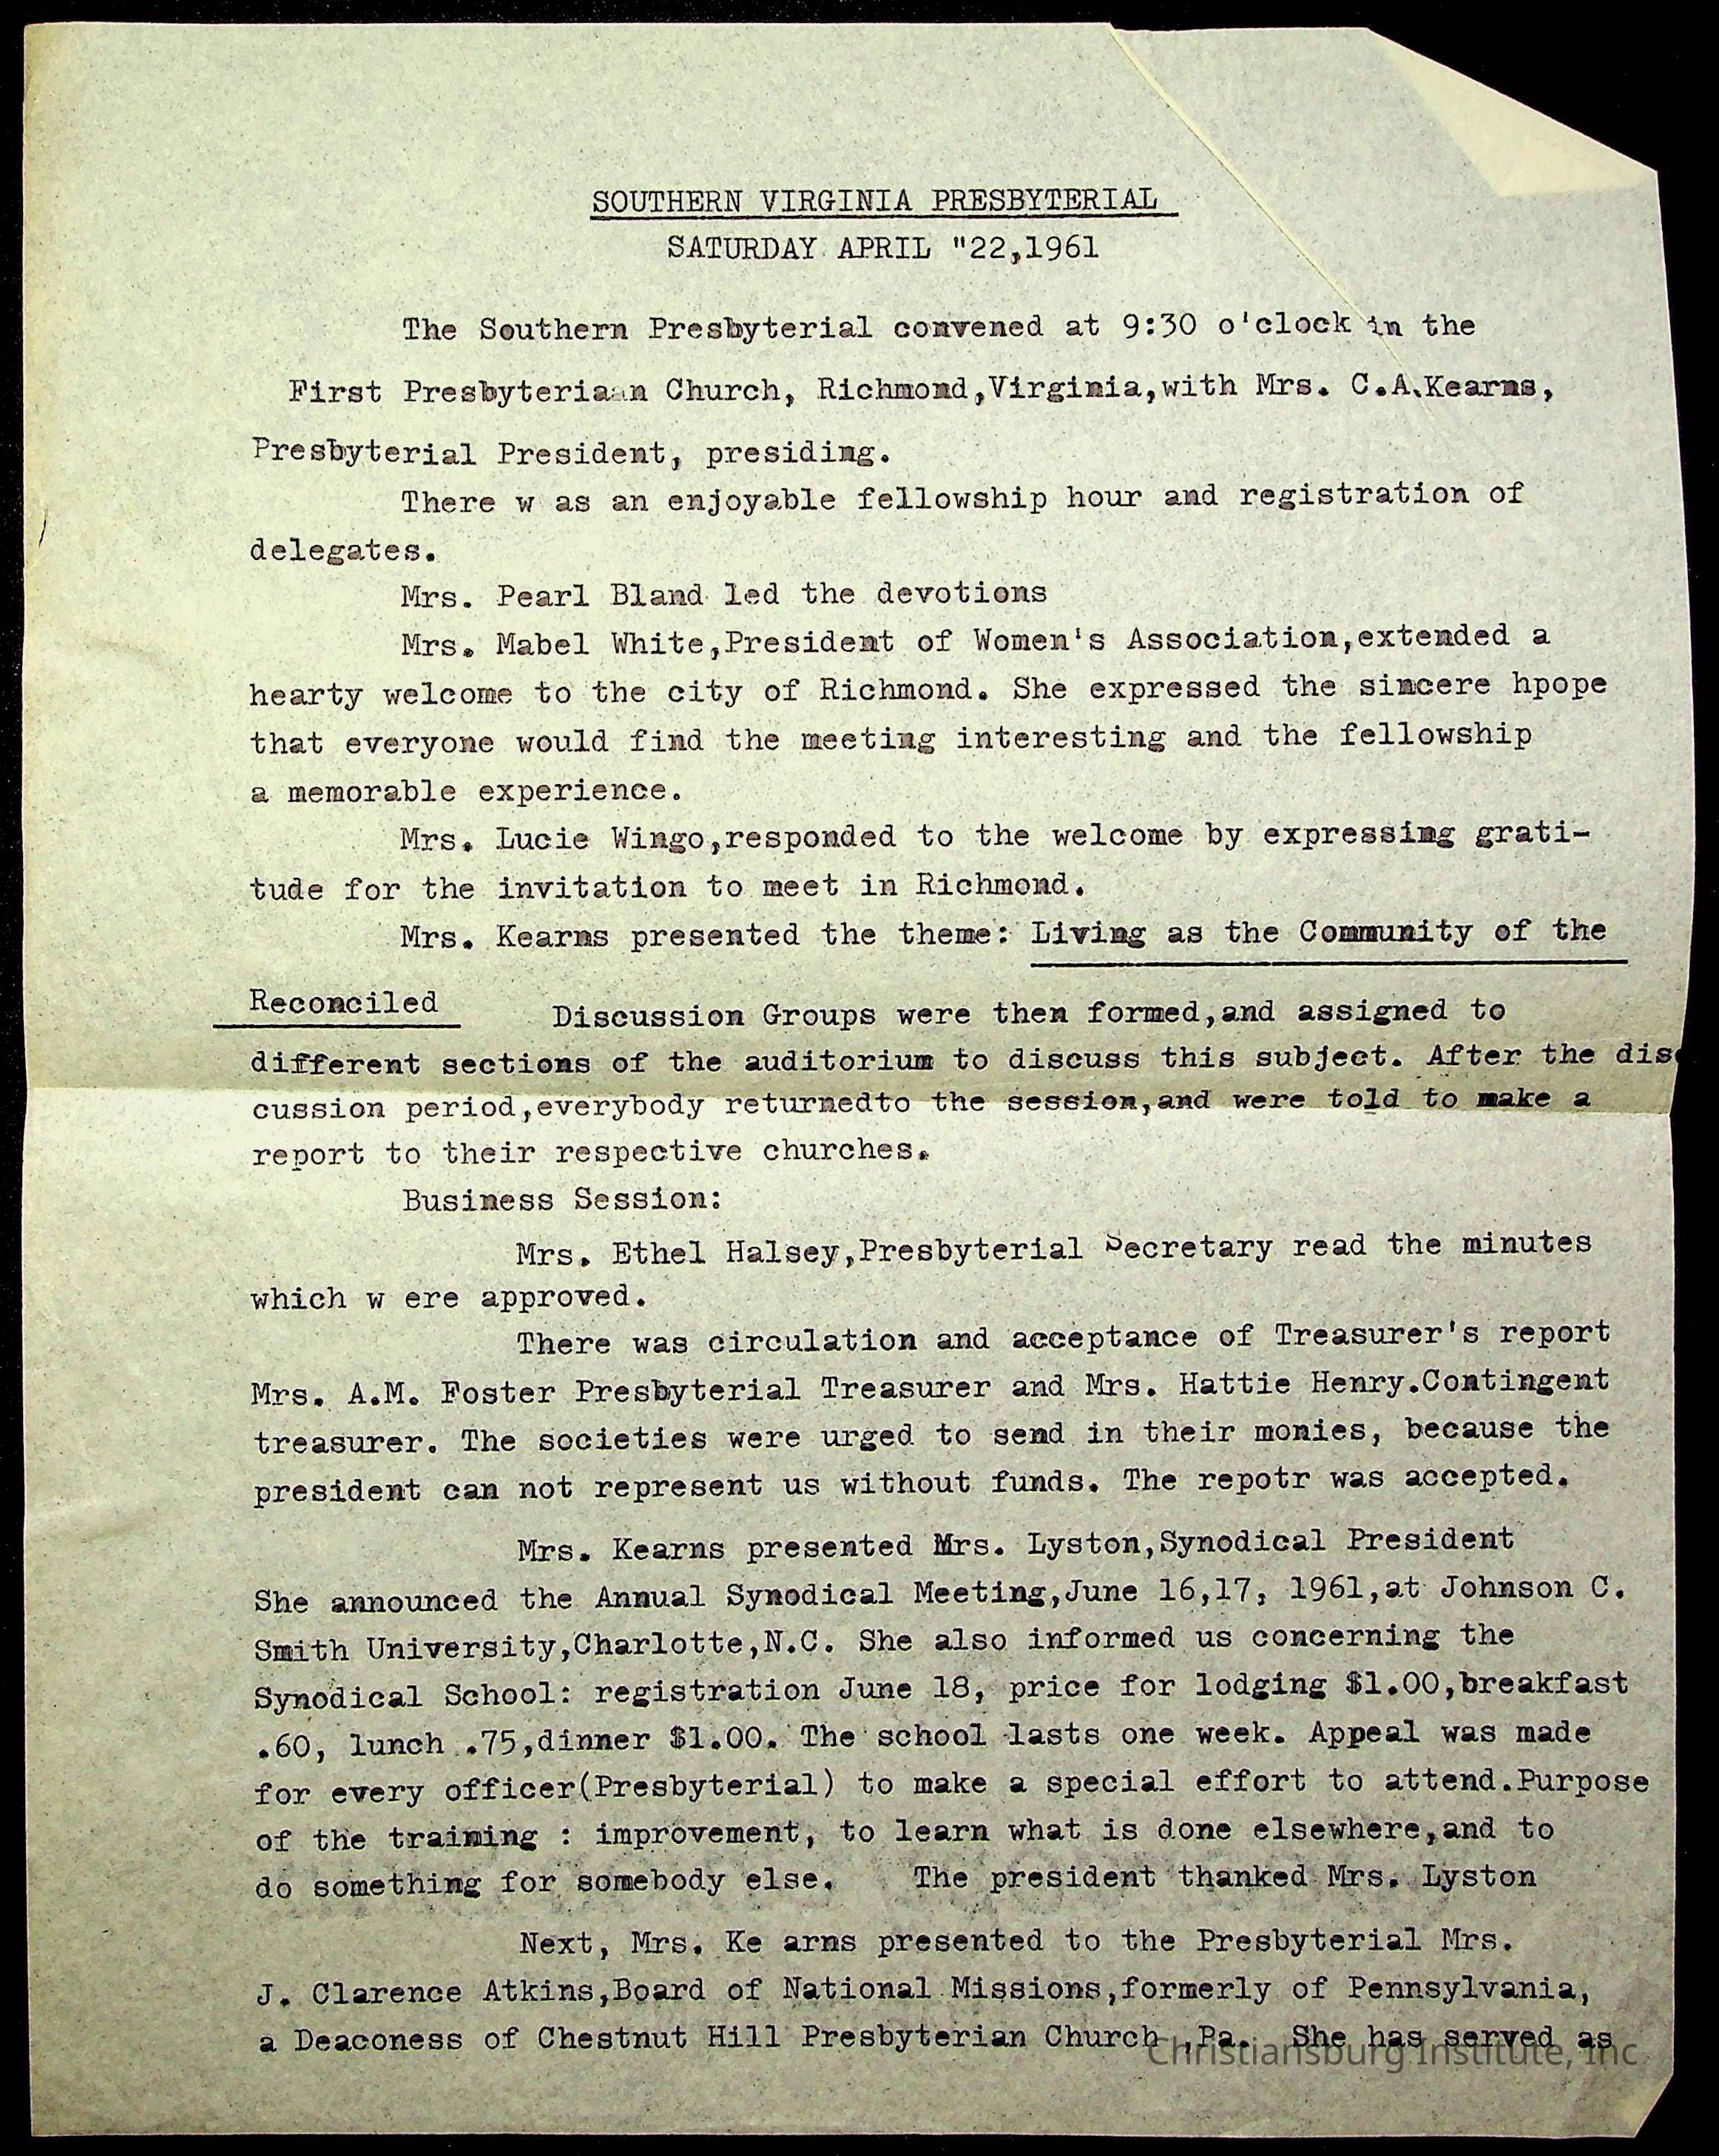 SOUTHERN VIRGINIA PRESBYTERIAL
SATURDAY APRIL "22,1961
The Southern Presbyterial convened at 9:30 o'clock in the
First Presbyteriaan Church, Richmond,Virginia,with Mrs. C.A.Kearns,
Presbyterial President, presiding.
There w as an enjoyable fellowship hour and registration of
delegates.
Mrs. Pearl Bland led the devotions
Mrs. Mabel White,President of Women's Association,extended a
hearty welcome to the city of Richmond. She expressed the sincere hpope
that everyone would find the meeting interesting and the fellowship
a memorable experience.
Mrs. Lucie Wingo,responded to the welcome by expressing grati-
tude for the invitation to meet in Richmond.
Mrs. Kearns presented the theme: Living as the Community of the
Reconciled Discussion Groups were then formed,and assigned to
different sections of the auditorium to discuss this subject. After the dis
cussion period,everybody returnedto the session,and were told to make a
report to their respective churches.
Business Session:
Mrs. Ethel Halsey,Presbyterial Secretary read the minutes
which w ere approved.
There was circulation and acceptance of Treasurer's report
Mrs. A.M. Foster Presbyterial Treasurer and Mrs. Hattie Henry.Contingent
treasurer. The societies were urged to send in their monies, because the
president can not represent us without funds. The repotr was accepted.
Mrs. Kearns presented Mrs. Lyston,Synodical President
She announced the Annual Synodical Meeting,June 16,17, 1961,at Johnson C.
Smith University,Charlotte,N.C. She also informed us concerning the
Synodical School: registration June 18, price for lodging $1.00,breakfast
.60, lunch .75,dinner $1.00. The school lasts one week. Appeal was made
for every officer(Presbyterial) to make a special effort to attend.Purpose
of the training : improvement, to learn what is done elsewhere,and to
do something for somebody else. The president thanked Mrs. Lyston
Next, Mrs. Ke arns presented to the Presbyterial Mrs.
J. Clarence Atkins,Board of National Missions,formerly of Pennsylvania,
a Deaconess of Chestnut Hill Presbyterian Church ,Pa. She has served as
Christiansburg Institute, Inc